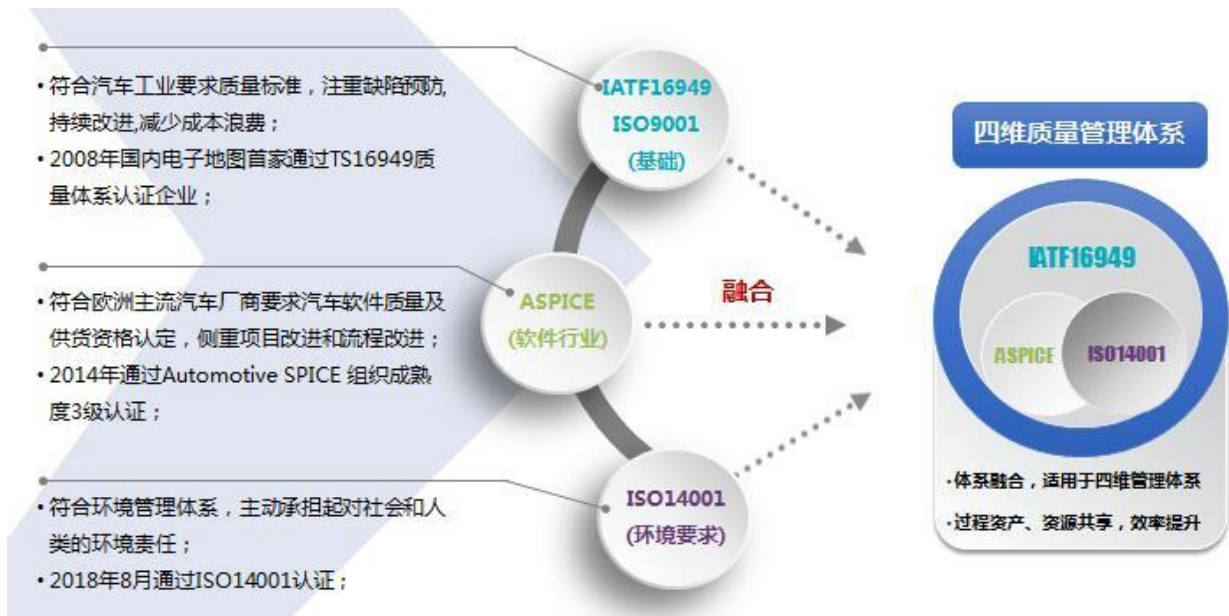 • 符合汽车工业要求质量标准，注重缺陷预防,
持续改进,减少成本浪费；
• 2008年国内电子地图首家通过TS16949质
量体系认证企业；
IATF16949
ISO9001
(基础)
• 符合欧洲主流汽车厂商要求汽车软件质量及
供货资格认定，侧重项目改进和流程改进；
• 2014年通过Automotive SPICE 组织成熟
度3级认证；
ASPICE
(软件行业)
• 符合环境管理体系，主动承担起对社会和人
类的环境责任；
• 2018年8月通过ISO14001认证；
ISO14001
(环境要求)
融合
四维质量管理体系
IATF16949
ASPICE
ISO14001
·体系融合，适用于四维管理体系
·过程资产、资源共享，效率提升